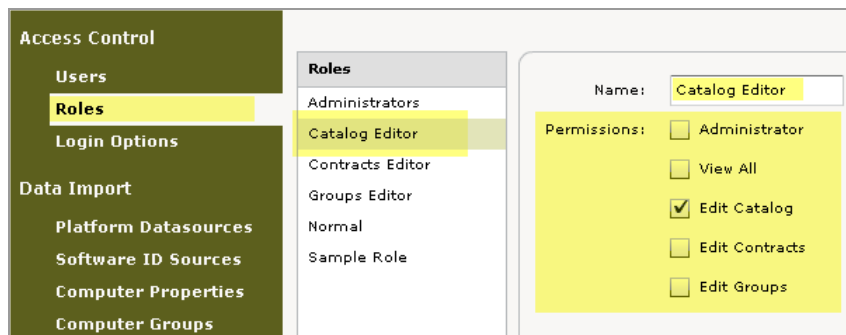 Access Control
Users
Roles
Login Options
Data Import
Platform Datasources
Software ID Sources
Computer Properties
Computer Groups
Roles
Administrators
Catalog Editor
Contracts Editor
Groups Editor
Normal
Sample Role
Name: Catalog Editor
Permissions: Administrator
View All
Edit Catalog
Edit Contracts
Edit Groups